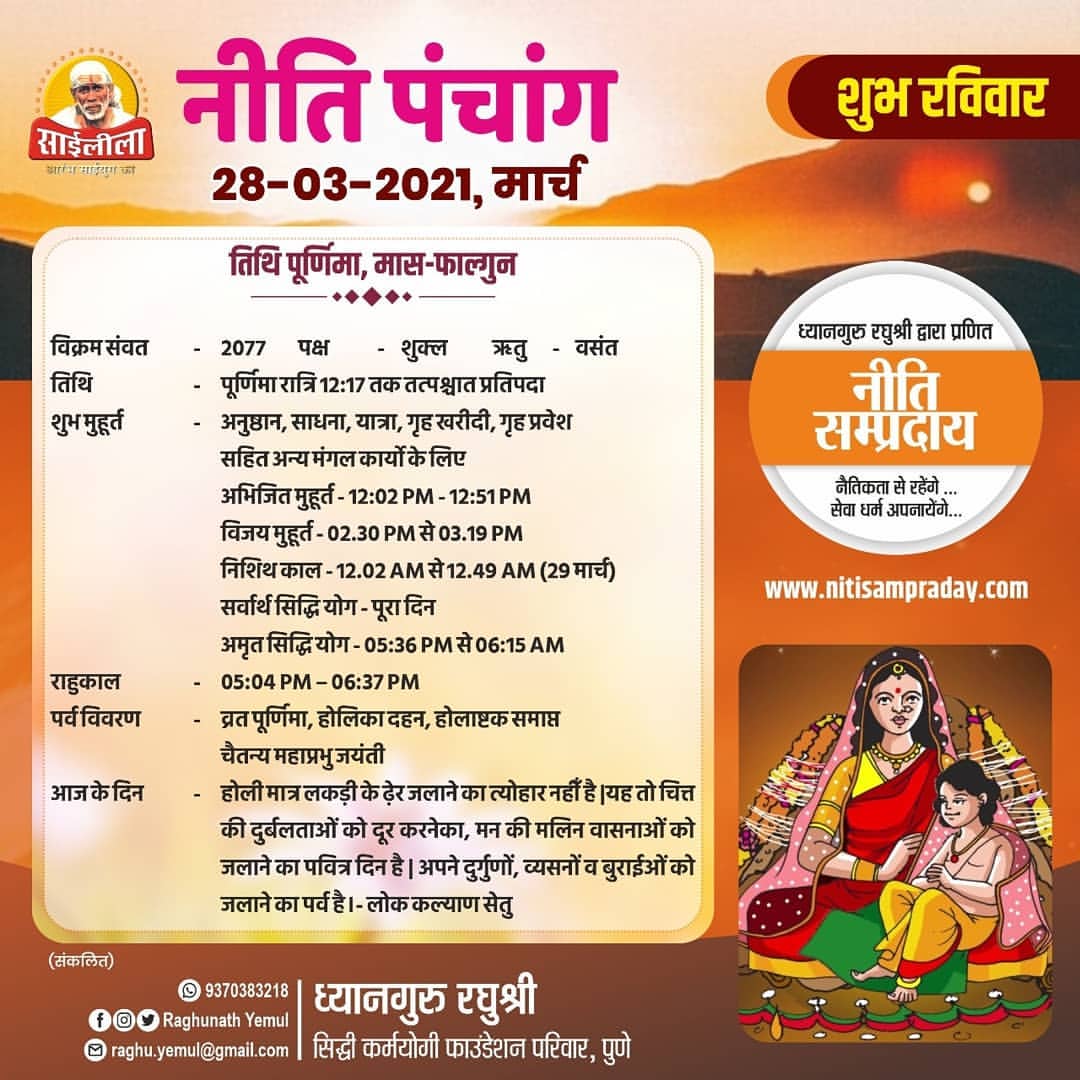 साईलीला
आरंभ साईयुग का
नीति पंचांग
28-03-2021, मार्च
शुभ रविवार
तिथि पूर्णिमा, मास-फाल्गुन
विक्रम संवत - 2077 पक्ष - शुक्ल ऋतु - वसंत
तिथि - पूर्णिमा रात्रि 12:17 तक तत्पश्चात प्रतिपदा
शुभ मुहूर्त - अनुष्ठान, साधना, यात्रा, गृह खरीदी, गृह प्रवेश
सहित अन्य मंगल कार्यो के लिए
अभिजित मुहूर्त - 12:02 PM - 12:51 PM
विजय मुहूर्त - 02.30 PM से 03.19 PM
निशिथ काल - 12.02 AM से 12.49 AM (29 मार्च)
सर्वार्थ सिद्धि योग - पूरा दिन
अमृत सिद्धि योग - 05:36 PM से 06:15 AM
राहुकाल - 05:04 PM – 06:37 PM
पर्व विवरण - व्रत पूर्णिमा, होलिका दहन, होलाष्टक समाप्त
चैतन्य महाप्रभु जयंती
आज के दिन - होली मात्र लकड़ी के ढ़ेर जलाने का त्योहार नहीं है |यह तो चित्त
की दुर्बलताओं को दूर करनेका, मन की मलिन वासनाओं को
जलाने का पवित्र दिन है | अपने दुर्गुणों, व्यसनों व बुराईओं को
जलाने का पर्व है।- लोक कल्याण सेतु
ध्यानगुरु रघुश्री द्वारा प्रणित
नीति
सम्प्रदाय
नैतिकता से रहेंगे ...
सेवा धर्म अपनायेंगे...
www.nitisampraday.com
(संकलित)
9370383218
Raghunath Yemul
raghu.yemul@gmail.com
ध्यानगुरु रघुश्री
सिद्धी कर्मयोगी फाउंडेशन परिवार, पुणे